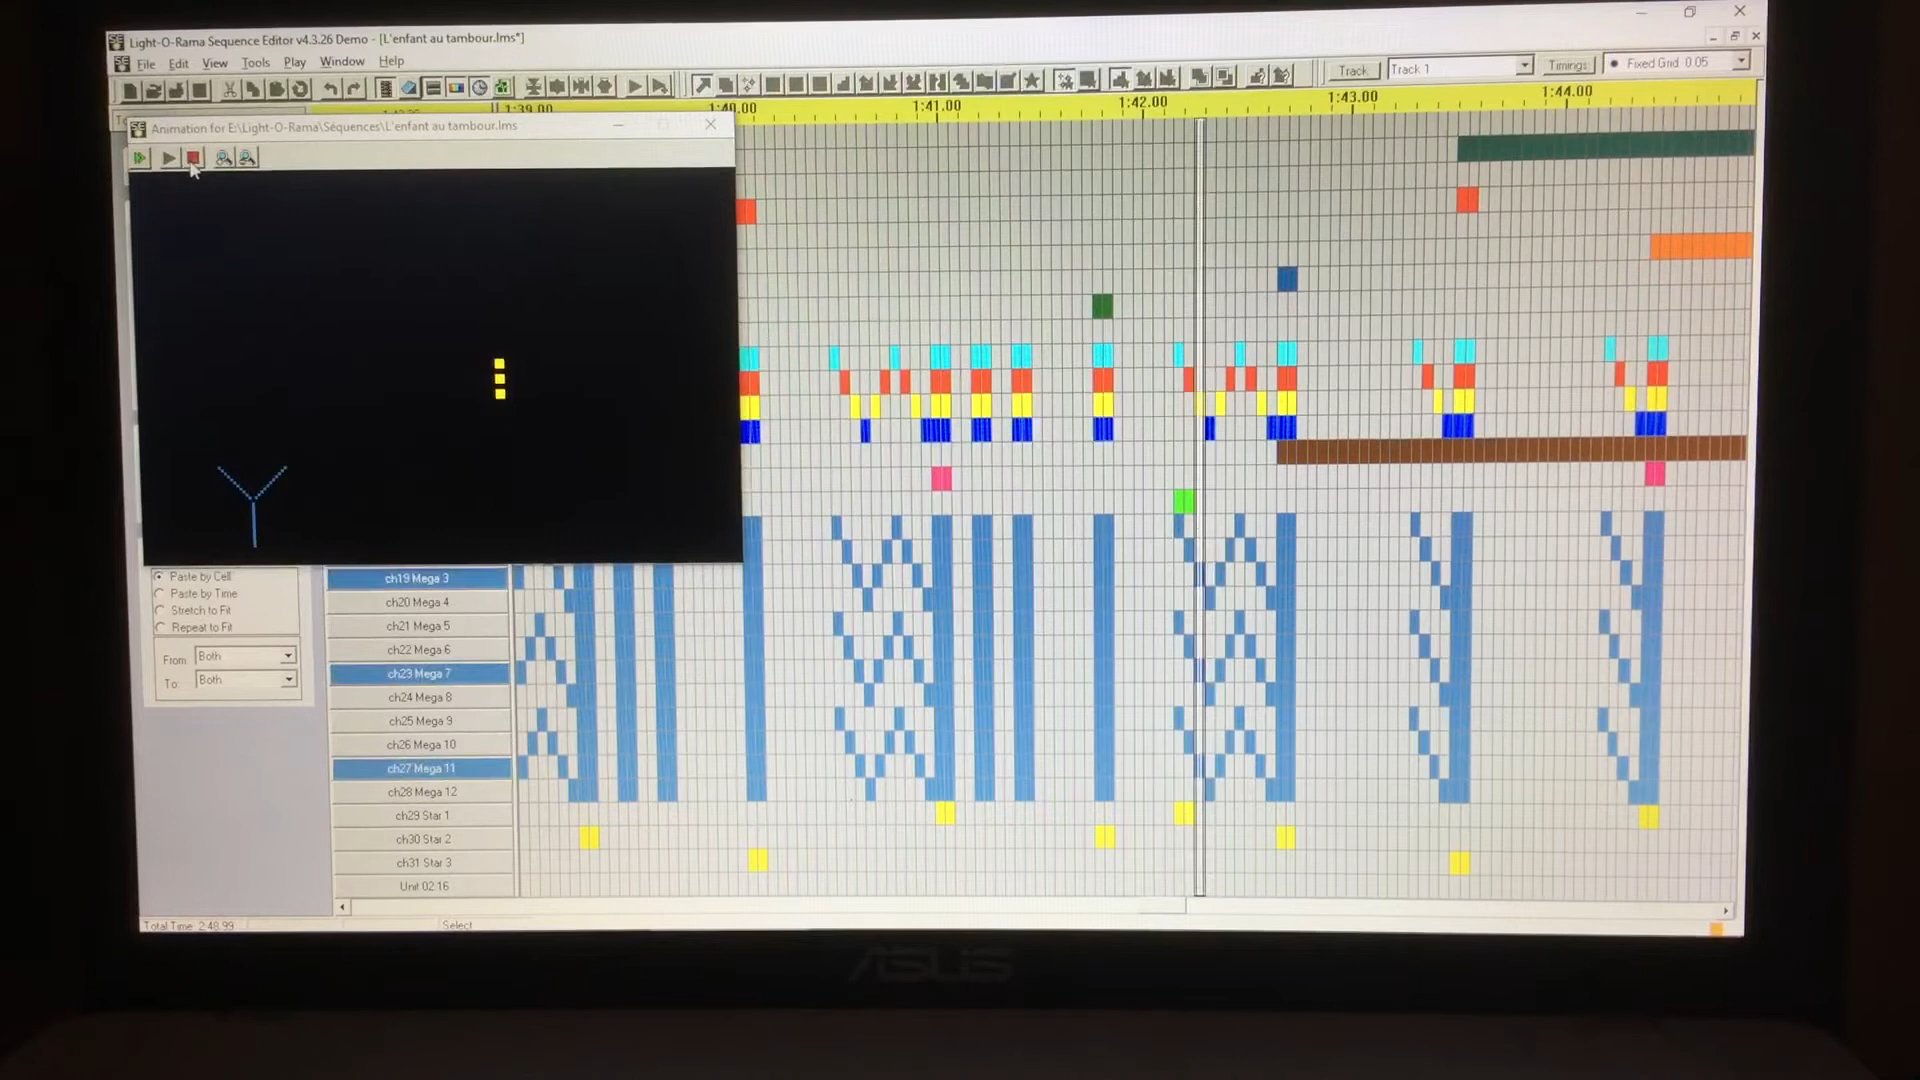 Light-O-Rama Sequence Editor v4.3.26 Demo - [L'enfant au tambour.lms*]
File Edit View Tools Play Window Help
Track Track 1 Timings Fixed Grid 0.05
1:39.00 1:40.00 1:41.00 1:42.00 1:43.00 1:44.00
Animation for E:\Light-O-Rama\Séquences\L'enfant au tambour.lms
Paste by Cell
Paste by Time
Stretch to Fit
Repeat to Fit
From Both
To: Both
ch19 Mega 3
ch20 Mega 4
ch21 Mega 5
ch22 Mega 6
ch23 Mega 7
ch24 Mega 8
ch25 Mega 9
ch26 Mega 10
ch27 Mega 11
ch28 Mega 12
ch29 Star 1
ch30 Star 2
ch31 Star 3
Unit 02.16
Total Time 2:48.99 Select
ASUS